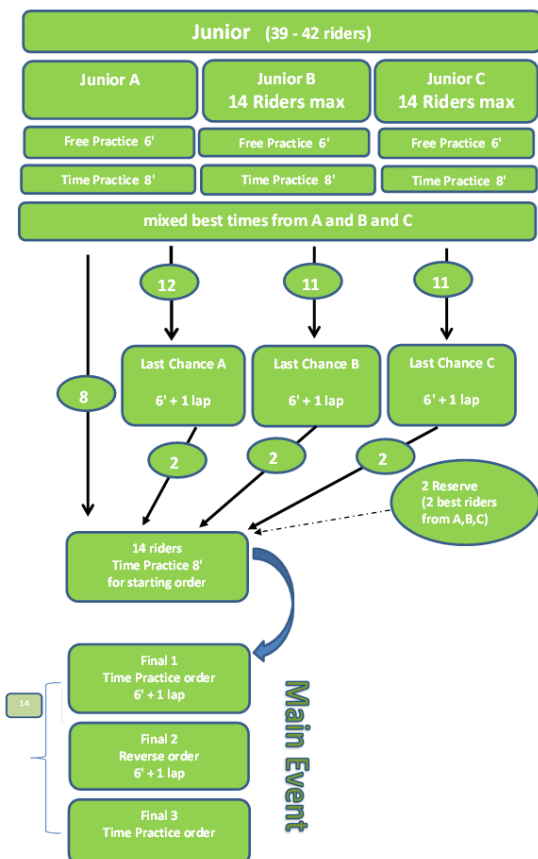 Junior (39 - 42 riders)
Junior A
Junior B
14 Riders max
Junior C
14 Riders max
Free Practice 6'
Free Practice 6'
Free Practice 6'
Time Practice 8'
Time Practice 8'
Time Practice 8'
mixed best times from A and B and C
12
11
11
8
Last Chance A
6' + 1 lap
Last Chance B
6' + 1 lap
Last Chance C
6' + 1 lap
2
2
2
2 Reserve
(2 best riders
from A,B,C)
14 riders
Time Practice 8'
for starting order
Final 1
Time Practice order
6' + 1 lap
14
Final 2
Reverse order
6' + 1 lap
Final 3
Time Practice order
Main Event